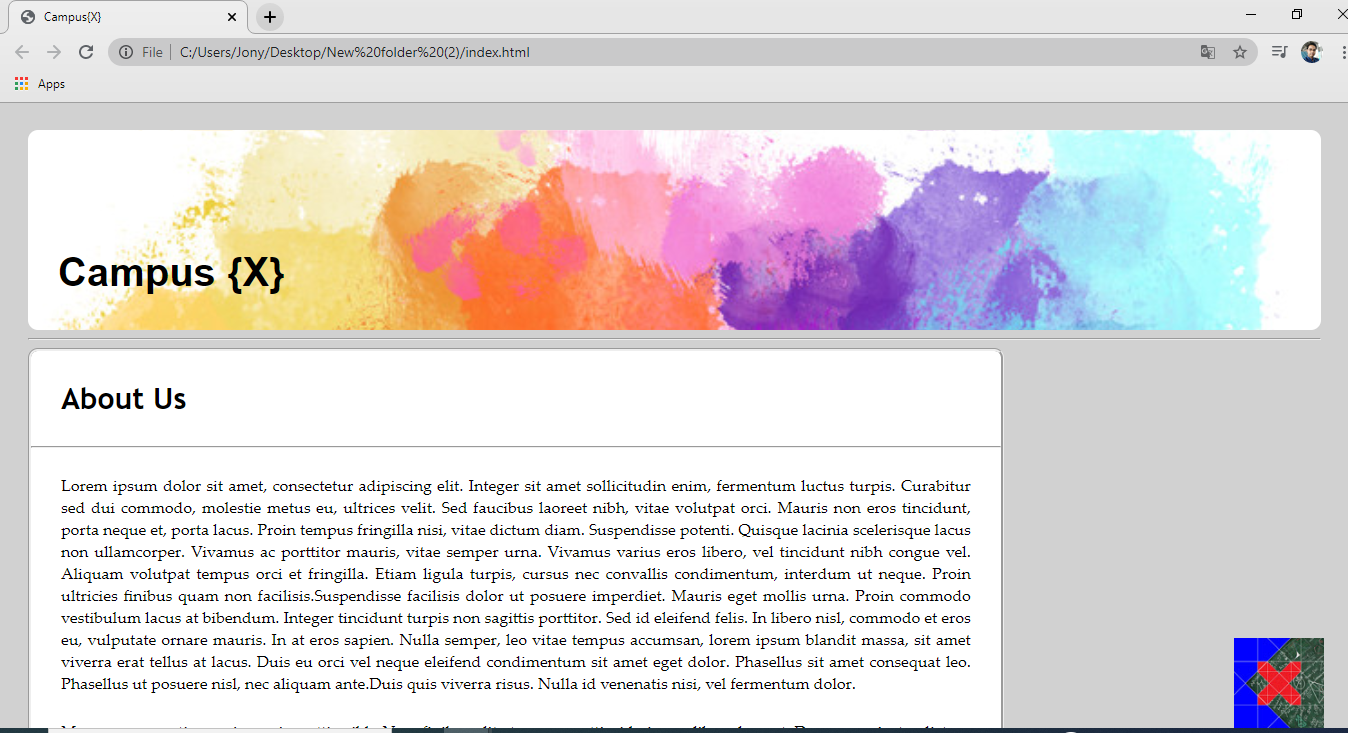 Campus{X}
File
C:/Users/Jony/Desktop/New%20folder%20(2)/index.html
Apps
Campus {X}
About Us
Lorem ipsum dolor sit amet, consectetur adipiscing elit. Integer sit amet sollicitudin enim, fermentum luctus turpis. Curabitur
sed dui commodo, molestie metus eu, ultrices velit. Sed faucibus laoreet nibh, vitae volutpat orci. Mauris non eros tincidunt,
porta neque et, porta lacus. Proin tempus fringilla nisi, vitae dictum diam. Suspendisse potenti. Quisque lacinia scelerisque lacus
non ullamcorper. Vivamus ac porttitor mauris, vitae semper urna. Vivamus varius eros libero, vel tincidunt nibh congue vel.
Aliquam volutpat tempus orci et fringilla. Etiam ligula turpis, cursus nec convallis condimentum, interdum ut neque. Proin
ultricies finibus quam non facilisis.Suspendisse facilisis dolor ut posuere imperdiet. Mauris eget mollis urna. Proin commodo
vestibulum lacus at bibendum. Integer tincidunt turpis non sagittis porttitor. Sed id eleifend felis. In libero nisl, commodo et eros
eu, vulputate ornare mauris. In at eros sapien. Nulla semper, leo vitae tempus accumsan, lorem ipsum blandit massa, sit amet
viverra erat tellus at lacus. Duis eu orci vel neque eleifend condimentum sit amet eget dolor. Phasellus sit amet consequat leo.
Phasellus ut posuere nisl, nec aliquam ante.Duis quis viverra risus. Nulla id venenatis nisi, vel fermentum dolor.